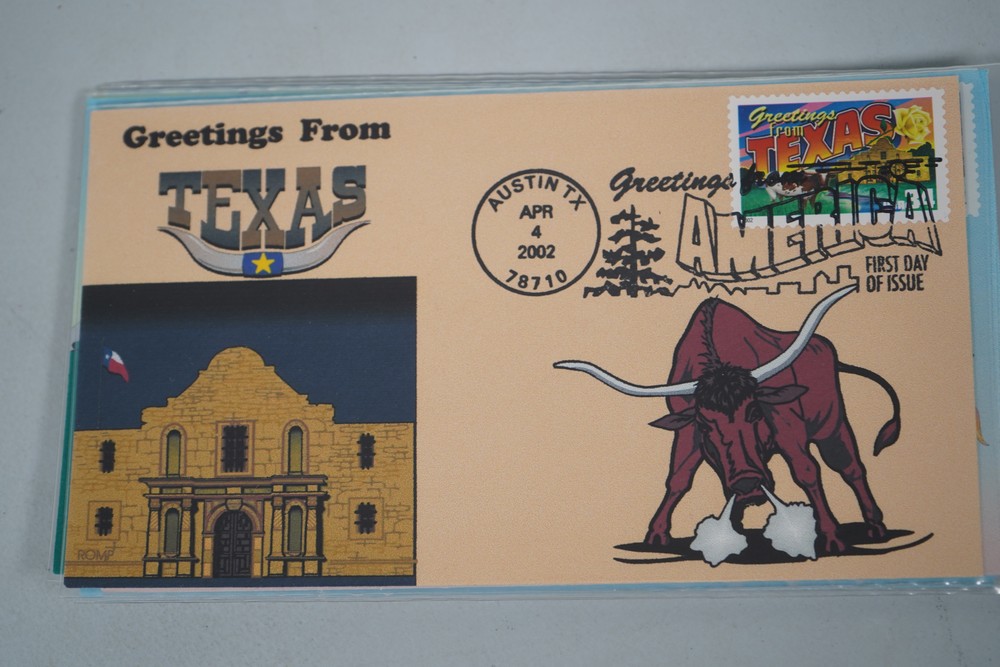 Greetings From
TEXAS
AUSTIN TX
APR
4
2002
78710
Greetings from
AMERICA
FIRST DAY
OF ISSUE
Greetings
from
TEXAS
ROMP